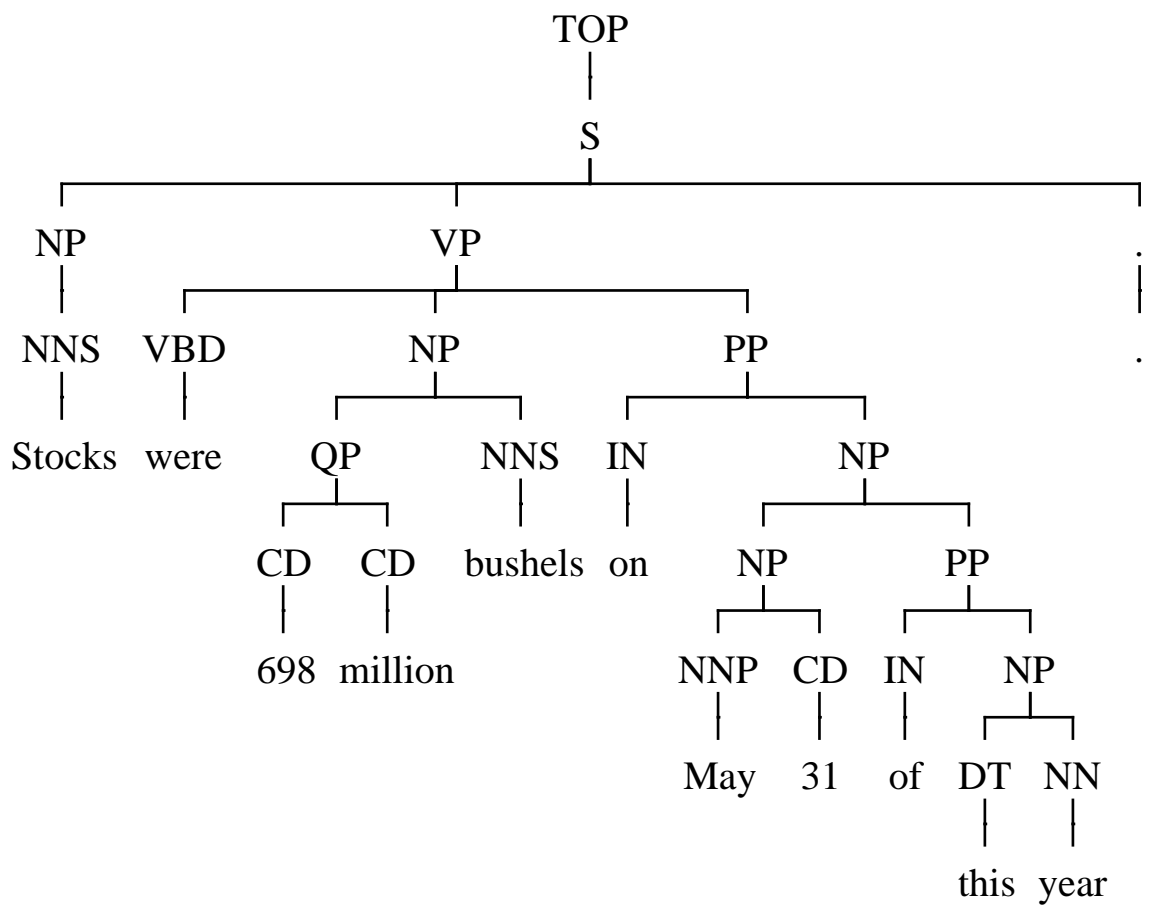 TOP
S
NP VP .
NNS VBD NP PP .
Stocks were QP NNS IN NP
CD CD bushels on NP PP
698 million NNP CD IN NP
May 31 of DT NN
this year